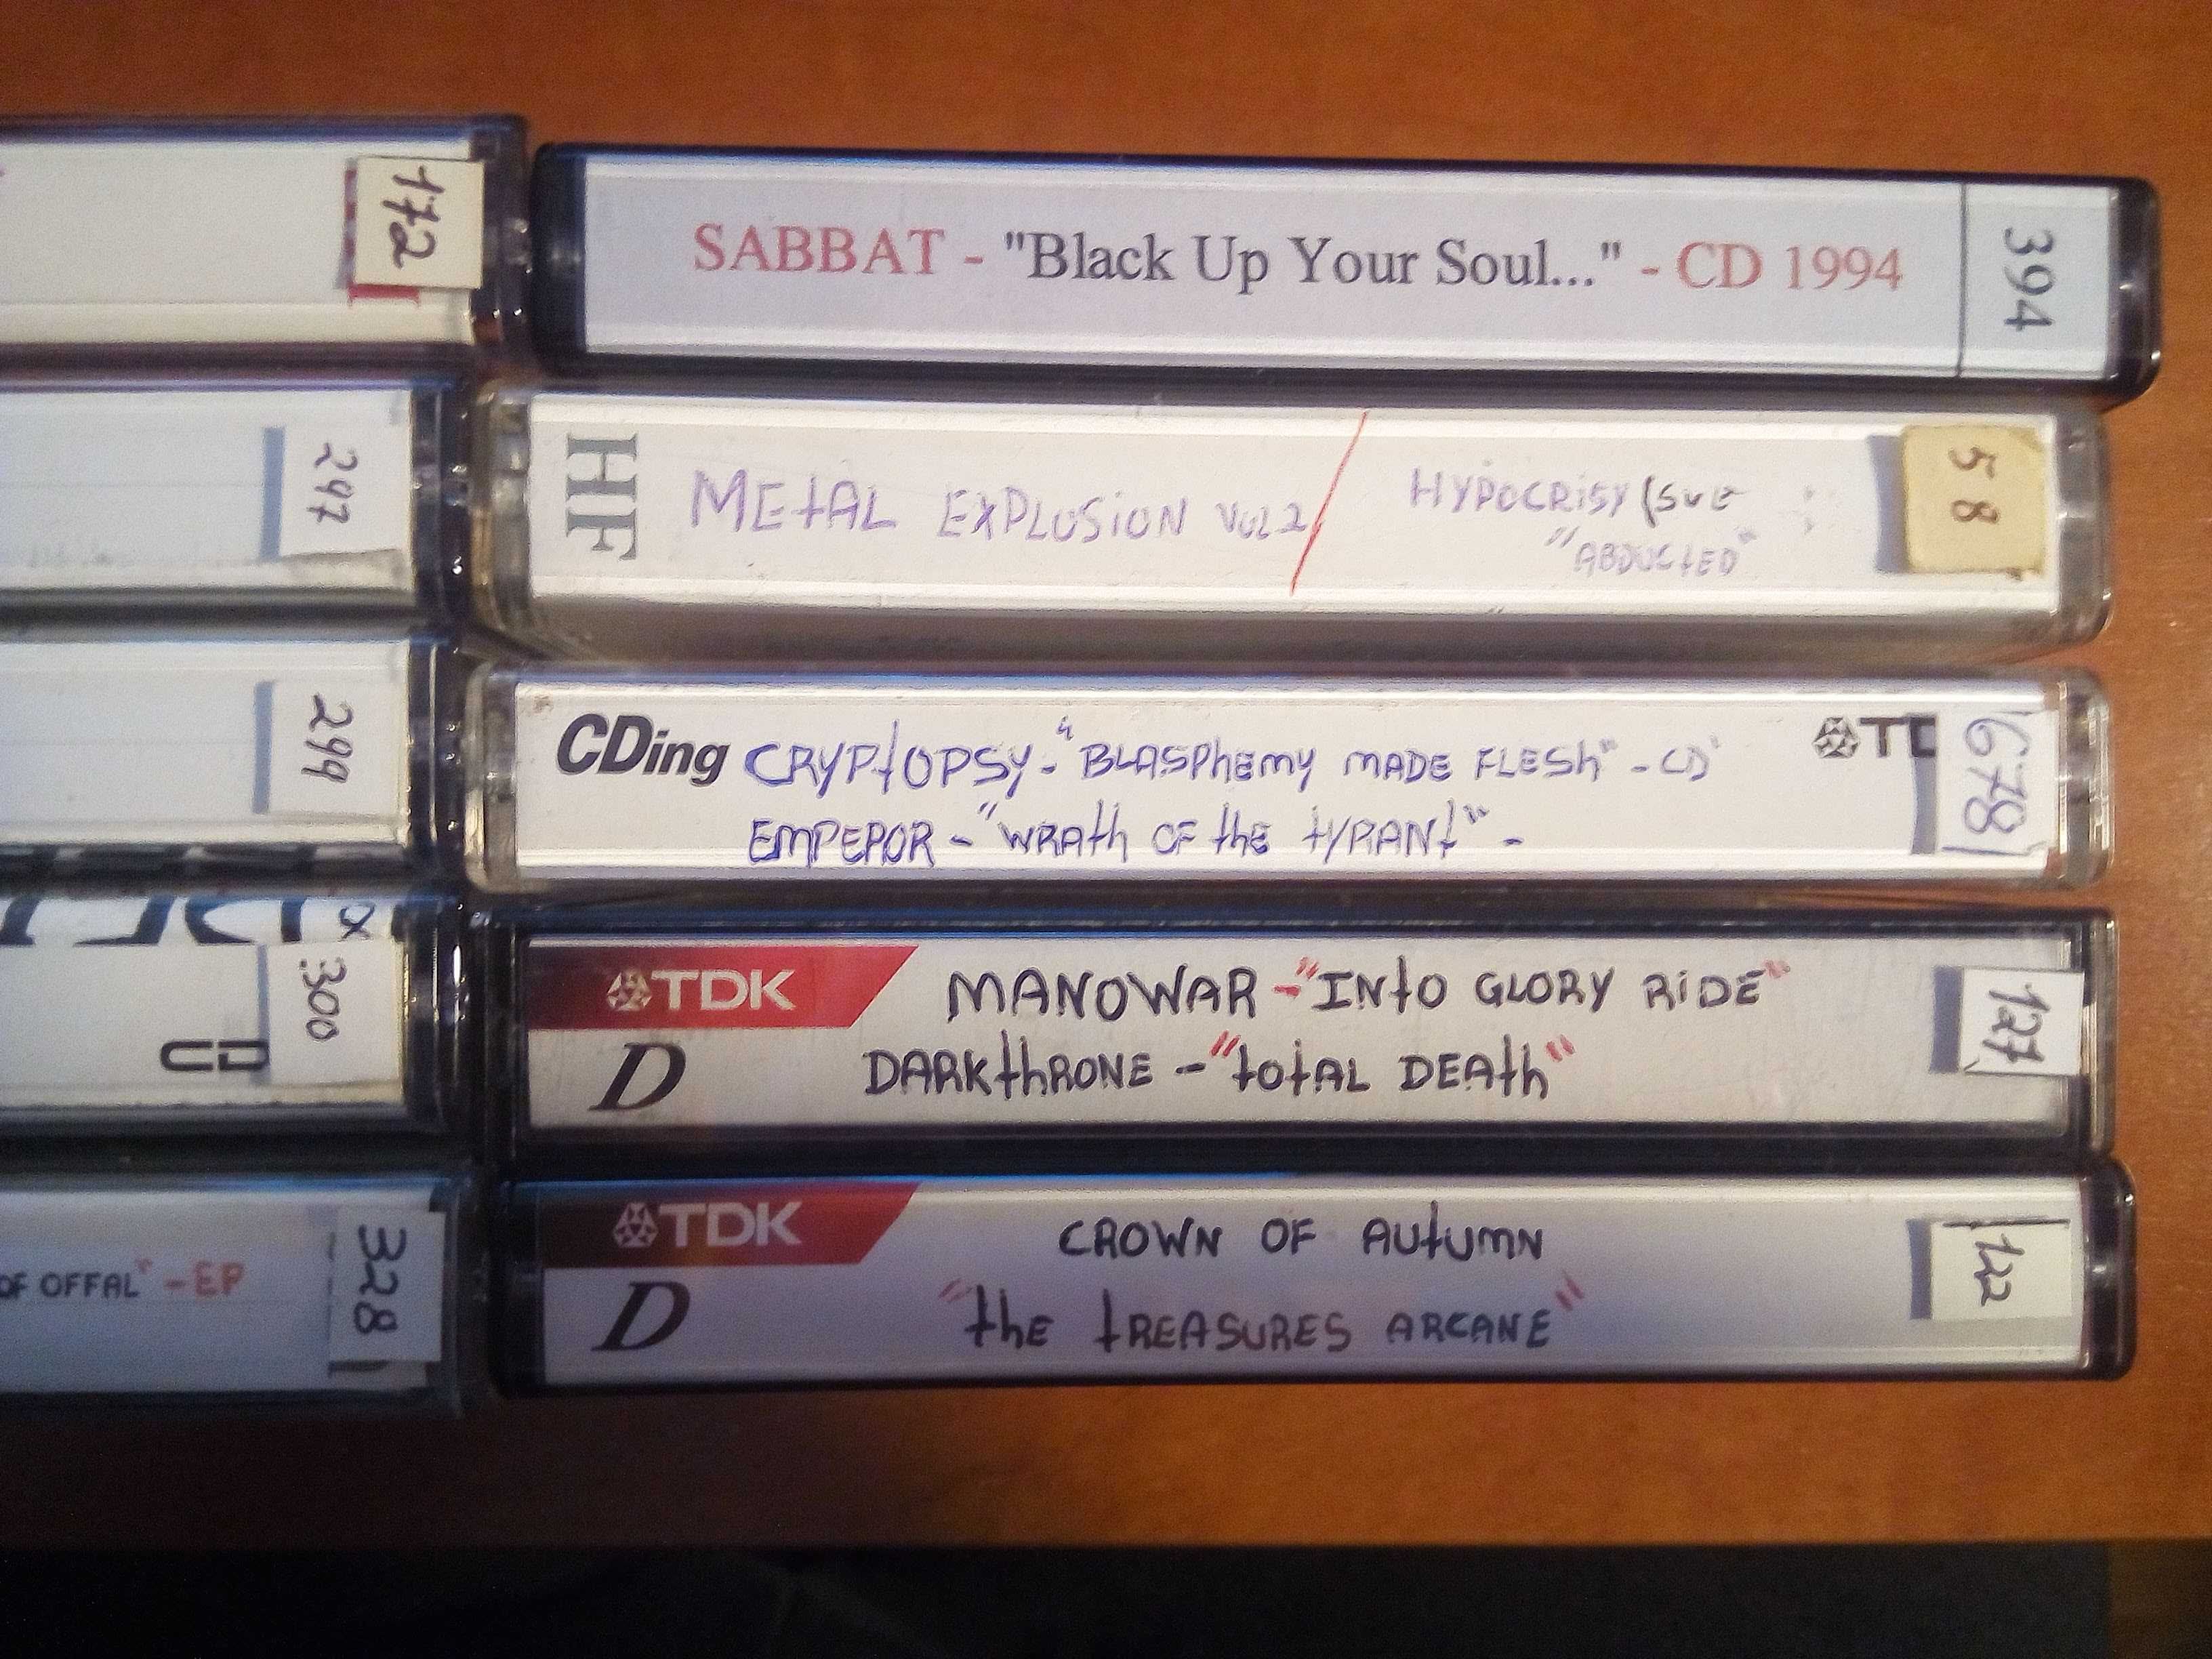 172
297
299
x
300
OF OFFAL" - EP
328
SABBAT - "Black Up Your Soul..." - CD 1994
394
HF
METAL EXPLOSION VOL 2 / HYPOCRISY (SWE
"ABDUCTED"
58
CDing CRYPTOPSY - "BLASPHEMY MADE FLESH" - CD
TD
EMPEROR - "WRATH OF THE TYRANT" -
678
TDK
MANOWAR - "INTO GLORY RIDE"
D
DARKTHRONE - "TOTAL DEATH"
127
TDK
CROWN OF AUTUMN
D
"THE TREASURES ARCANE"
122